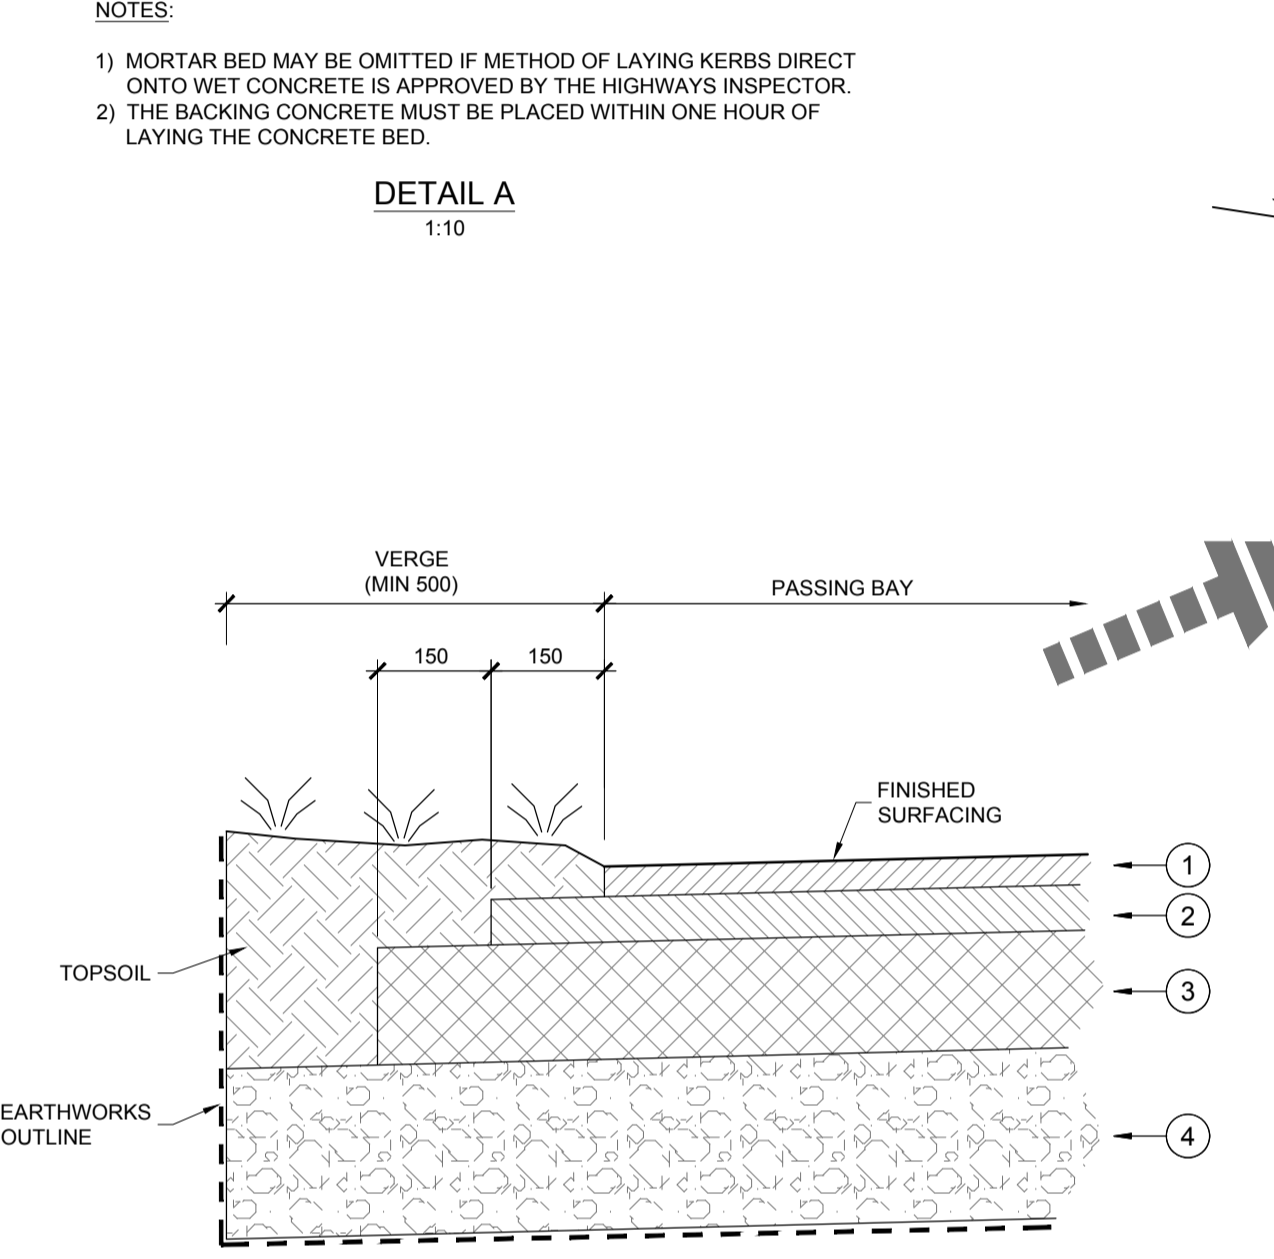 NOTES:
1) MORTAR BED MAY BE OMITTED IF METHOD OF LAYING KERBS DIRECT
ONTO WET CONCRETE IS APPROVED BY THE HIGHWAYS INSPECTOR.
2) THE BACKING CONCRETE MUST BE PLACED WITHIN ONE HOUR OF
LAYING THE CONCRETE BED.
DETAIL A
1:10
VERGE
(MIN 500)
PASSING BAY
150
150
FINISHED
SURFACING
1
2
TOPSOIL
3
EARTHWORKS
OUTLINE
4